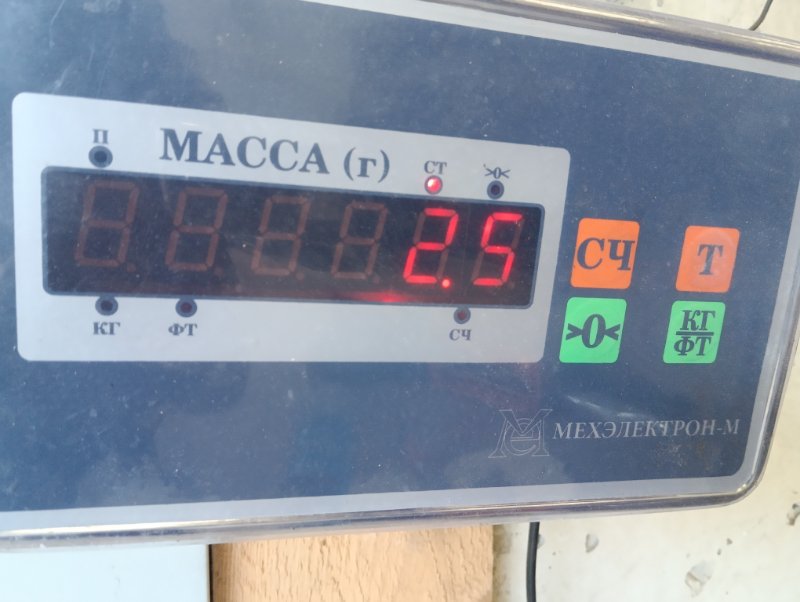 П
МАССА (г)
СТ
>0<
2.5
КГ
ФТ
СЧ
СЧ
Т
>0<
КГ
ФТ
МЕХЭЛЕКТРОН-М